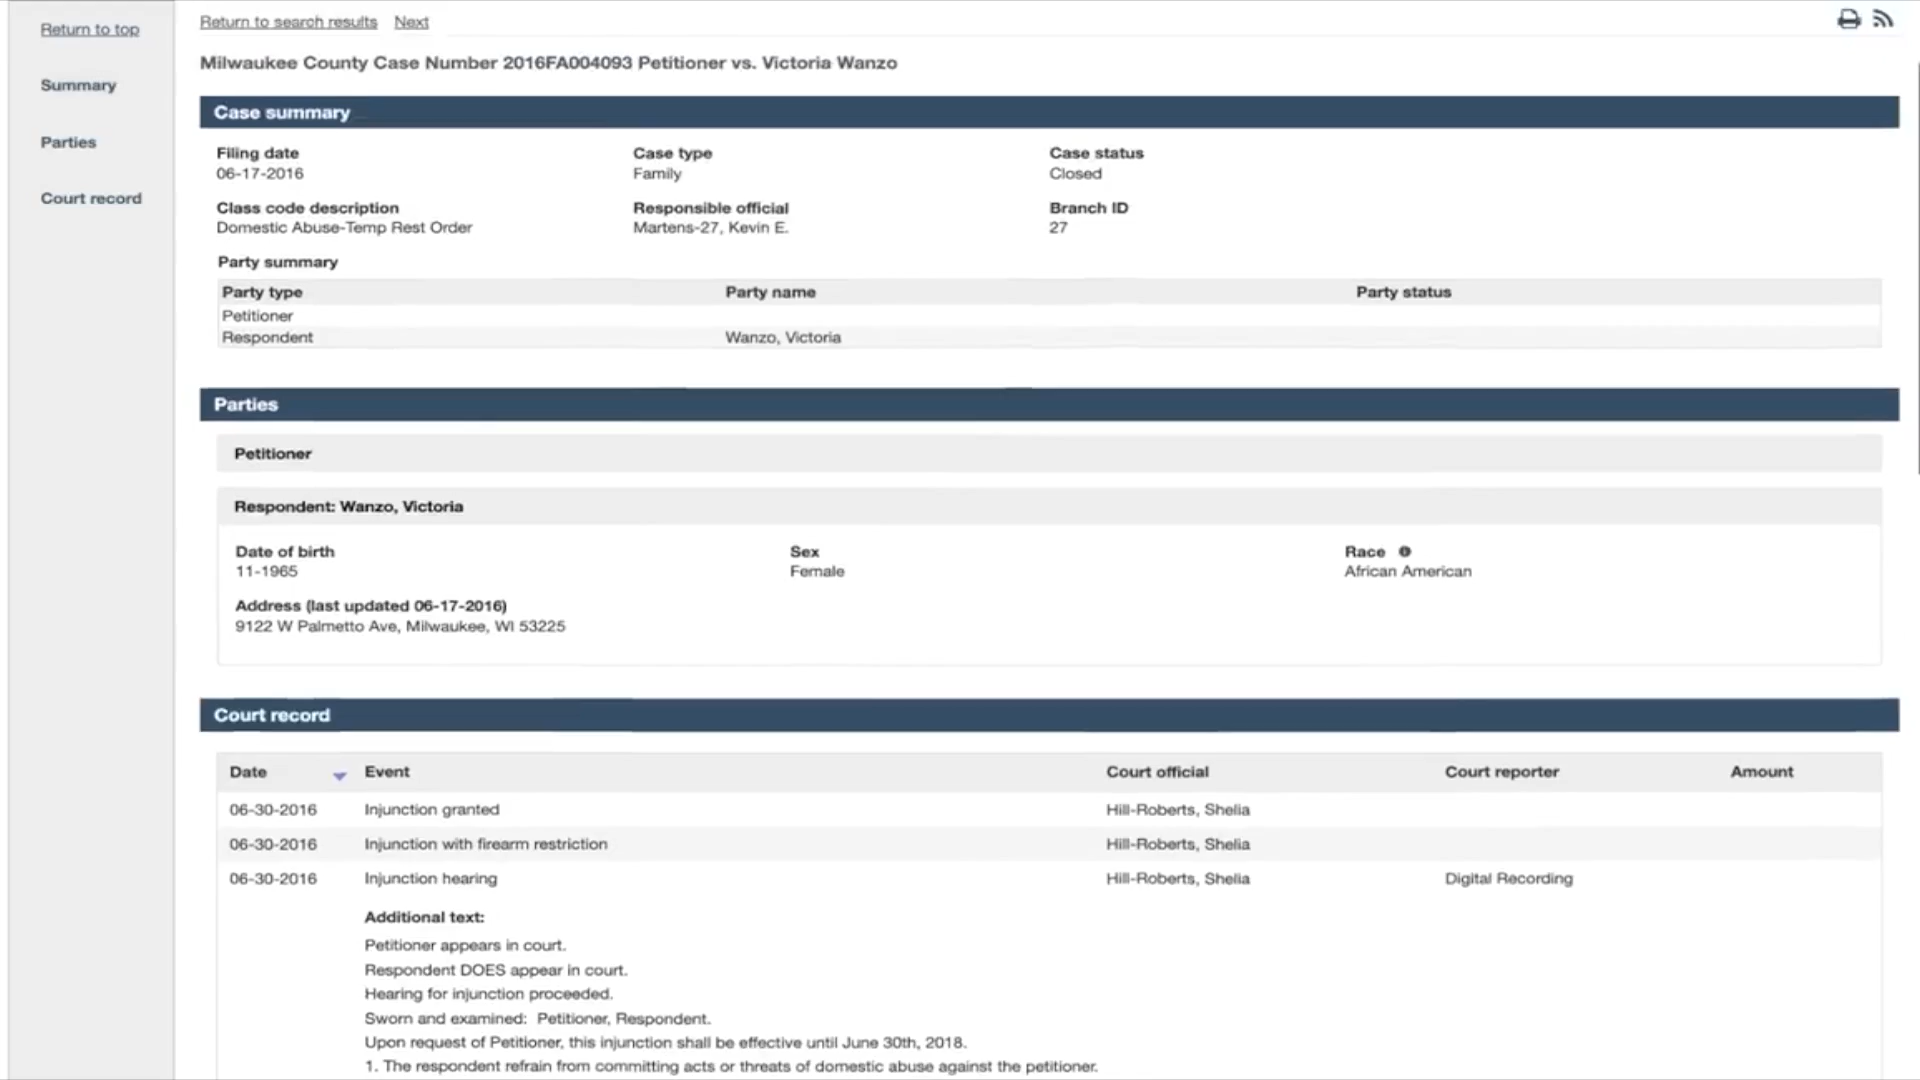 Return to top
Summary
Parties
Court record
Return to search results Next
Milwaukee County Case Number 2016FA004093 Petitioner vs. Victoria Wanzo
Case summary
Filing date Case type Case status
06-17-2016 Family Closed
Class code description Responsible official Branch ID
Domestic Abuse-Temp Rest Order Martens-27, Kevin E. 27
Party summary
Party type Party name Party status
Petitioner
Respondent Wanzo, Victoria
Parties
Petitioner
Respondent: Wanzo, Victoria
Date of birth Sex Race
11-1965 Female African American
Address (last updated 06-17-2016)
9122 W Palmetto Ave, Milwaukee, WI 53225
Court record
Date Event Court official Court reporter Amount
06-30-2016 Injunction granted Hill-Roberts, Shelia
06-30-2016 Injunction with firearm restriction Hill-Roberts, Shelia
06-30-2016 Injunction hearing Hill-Roberts, Shelia Digital Recording
Additional text:
Petitioner appears in court.
Respondent DOES appear in court.
Hearing for injunction proceeded.
Sworn and examined: Petitioner, Respondent.
Upon request of Petitioner, this injunction shall be effective until June 30th, 2018.
1. The respondent refrain from committing acts or threats of domestic abuse against the petitioner.